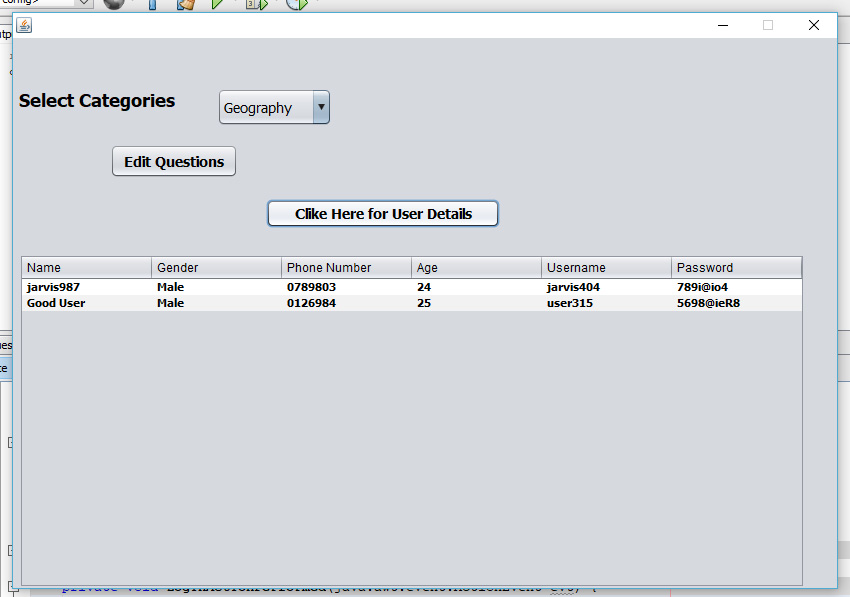 Select Categories
Geography
Edit Questions
Clike Here for User Details
Name Gender Phone Number Age Username Password
jarvis987 Male 0789803 24 jarvis404 789i@io4
Good User Male 0126984 25 user315 5698@ieR8